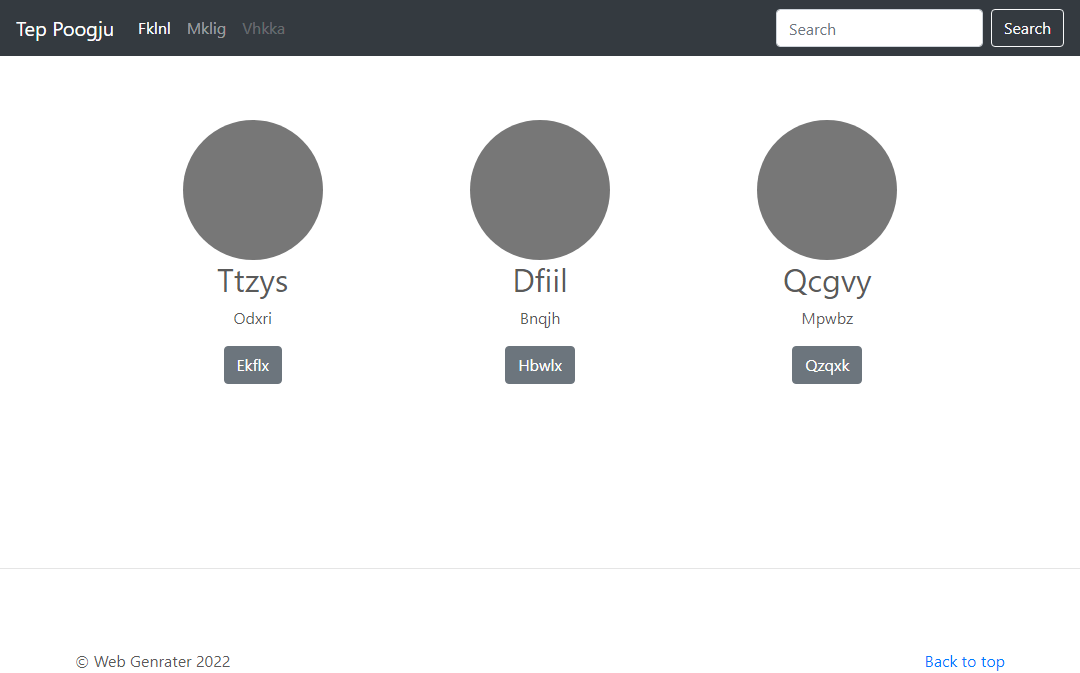 Tep Poogju Fklnl Mklig Vhkka Search Search
Ttzys Dfiil Qcgvy
Odxri Bnqjh Mpwbz
Ekflx Hbwlx Qzqxk
© Web Genrater 2022 Back to top